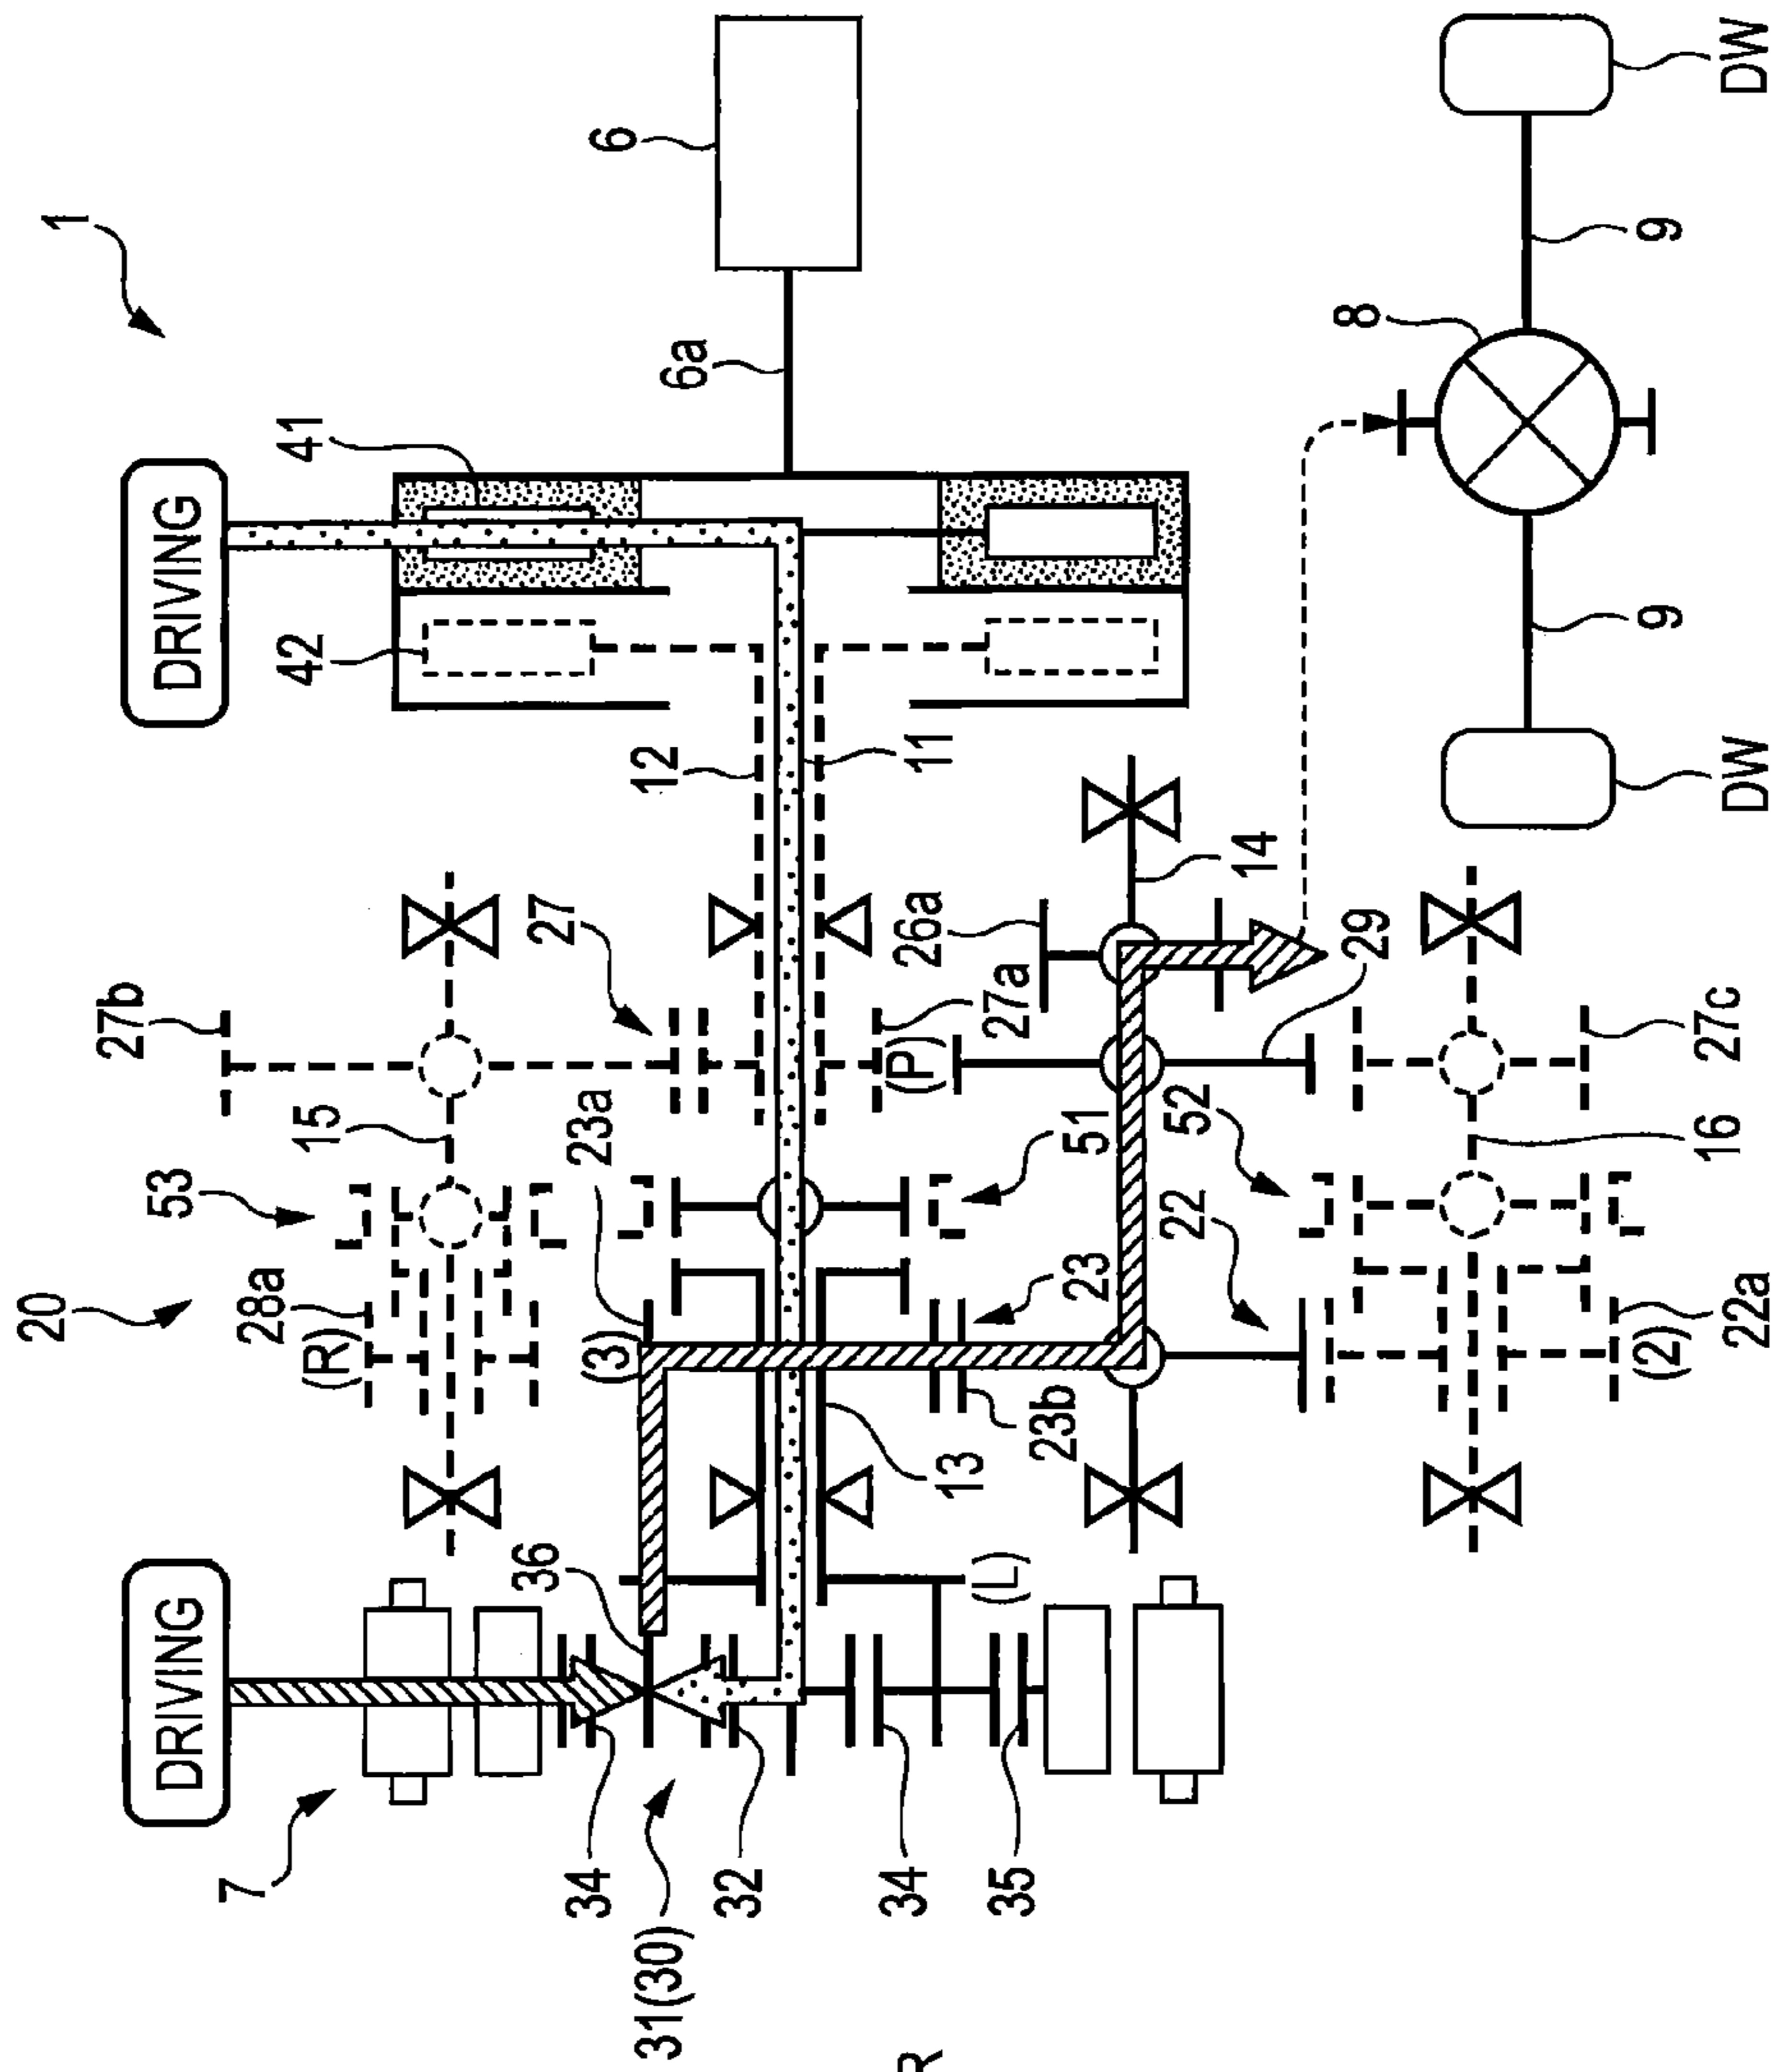 20
1
27b
53
DRIVING
DRIVING
7
28a
42
41
15
(R)
36
27
34
23a
6
(3)
31(30)
12
6a
32
34
(P)
R
11
26a
13
(L)
27a
35
23b
23
51
22
52
14
29
8
(2)
9
9
16
27c
22a
DW
DW